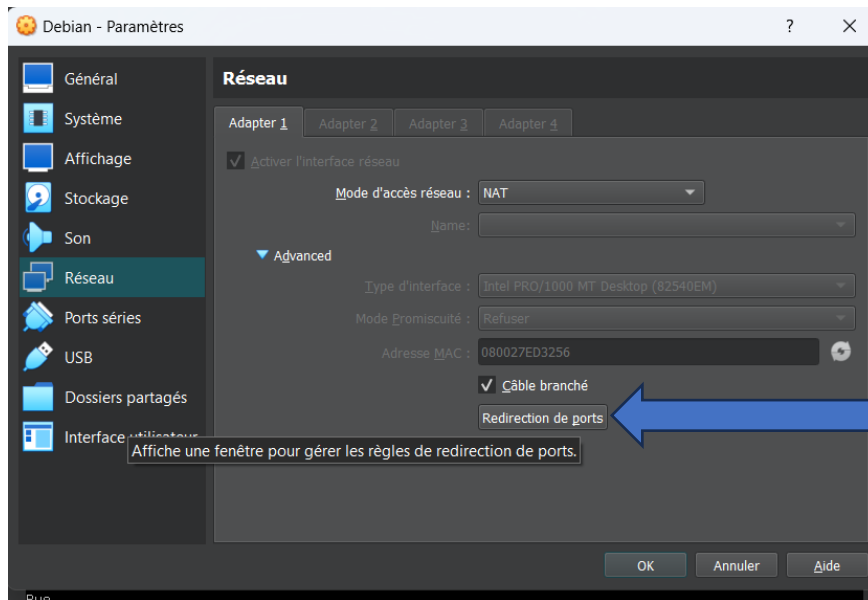 Debian - Paramètres
?
×
Général
Système
Affichage
Stockage
Son
Réseau
Ports séries
USB
Dossiers partagés
Interface utilisateur
Réseau
Adapter 1
Adapter 2
Adapter 3
Adapter 4
Activer l'interface réseau
Mode d'accès réseau : NAT
Name:
Advanced
Type d'interface : Intel PRO/1000 MT Desktop (82540EM)
Mode Promiscuité : Refuser
Adresse MAC : 080027ED3256
Câble branché
Redirection de ports
Affiche une fenêtre pour gérer les règles de redirection de ports.
OK
Annuler
Aide